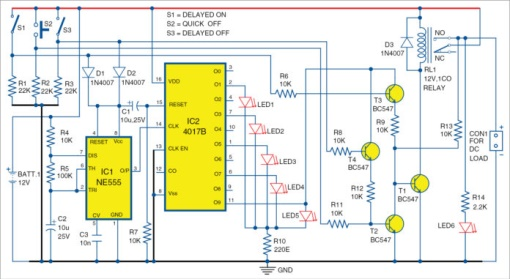 S1 = DELAYED ON
S2 = QUICK OFF
S3 = DELAYED OFF
S1
S2
S3
R1
22K
R2
22K
R3
22K
D1
1N4007
D2
1N4007
D3
1N4007
NO
NC
RL1
12V,1CO
RELAY
R4
10K
R5
100K
BATT.1
12V
C1
10u,25V
4
8
RESET
Vcc
7
DIS
6
TH
2
TRI
O/P
3
IC1
NE555
CV
GND
5
1
C2
10u
25V
C3
10n
R7
10K
16
VDD
15
RESET
14
CLK
13
CLK EN
12
CO
8
Vss
IC2
4017B
O0
3
O1
2
O2
4
O3
7
O4
10
O5
1
O6
5
O7
6
O8
9
O9
11
LED1
LED2
LED3
LED4
LED5
R6
10K
R8
10K
R11
10K
R12
10K
R9
10K
R10
220E
T3
BC547
T4
BC547
T1
BC547
T2
BC547
R13
10K
R14
2.2K
LED6
CON1
FOR
DC
LOAD
GND